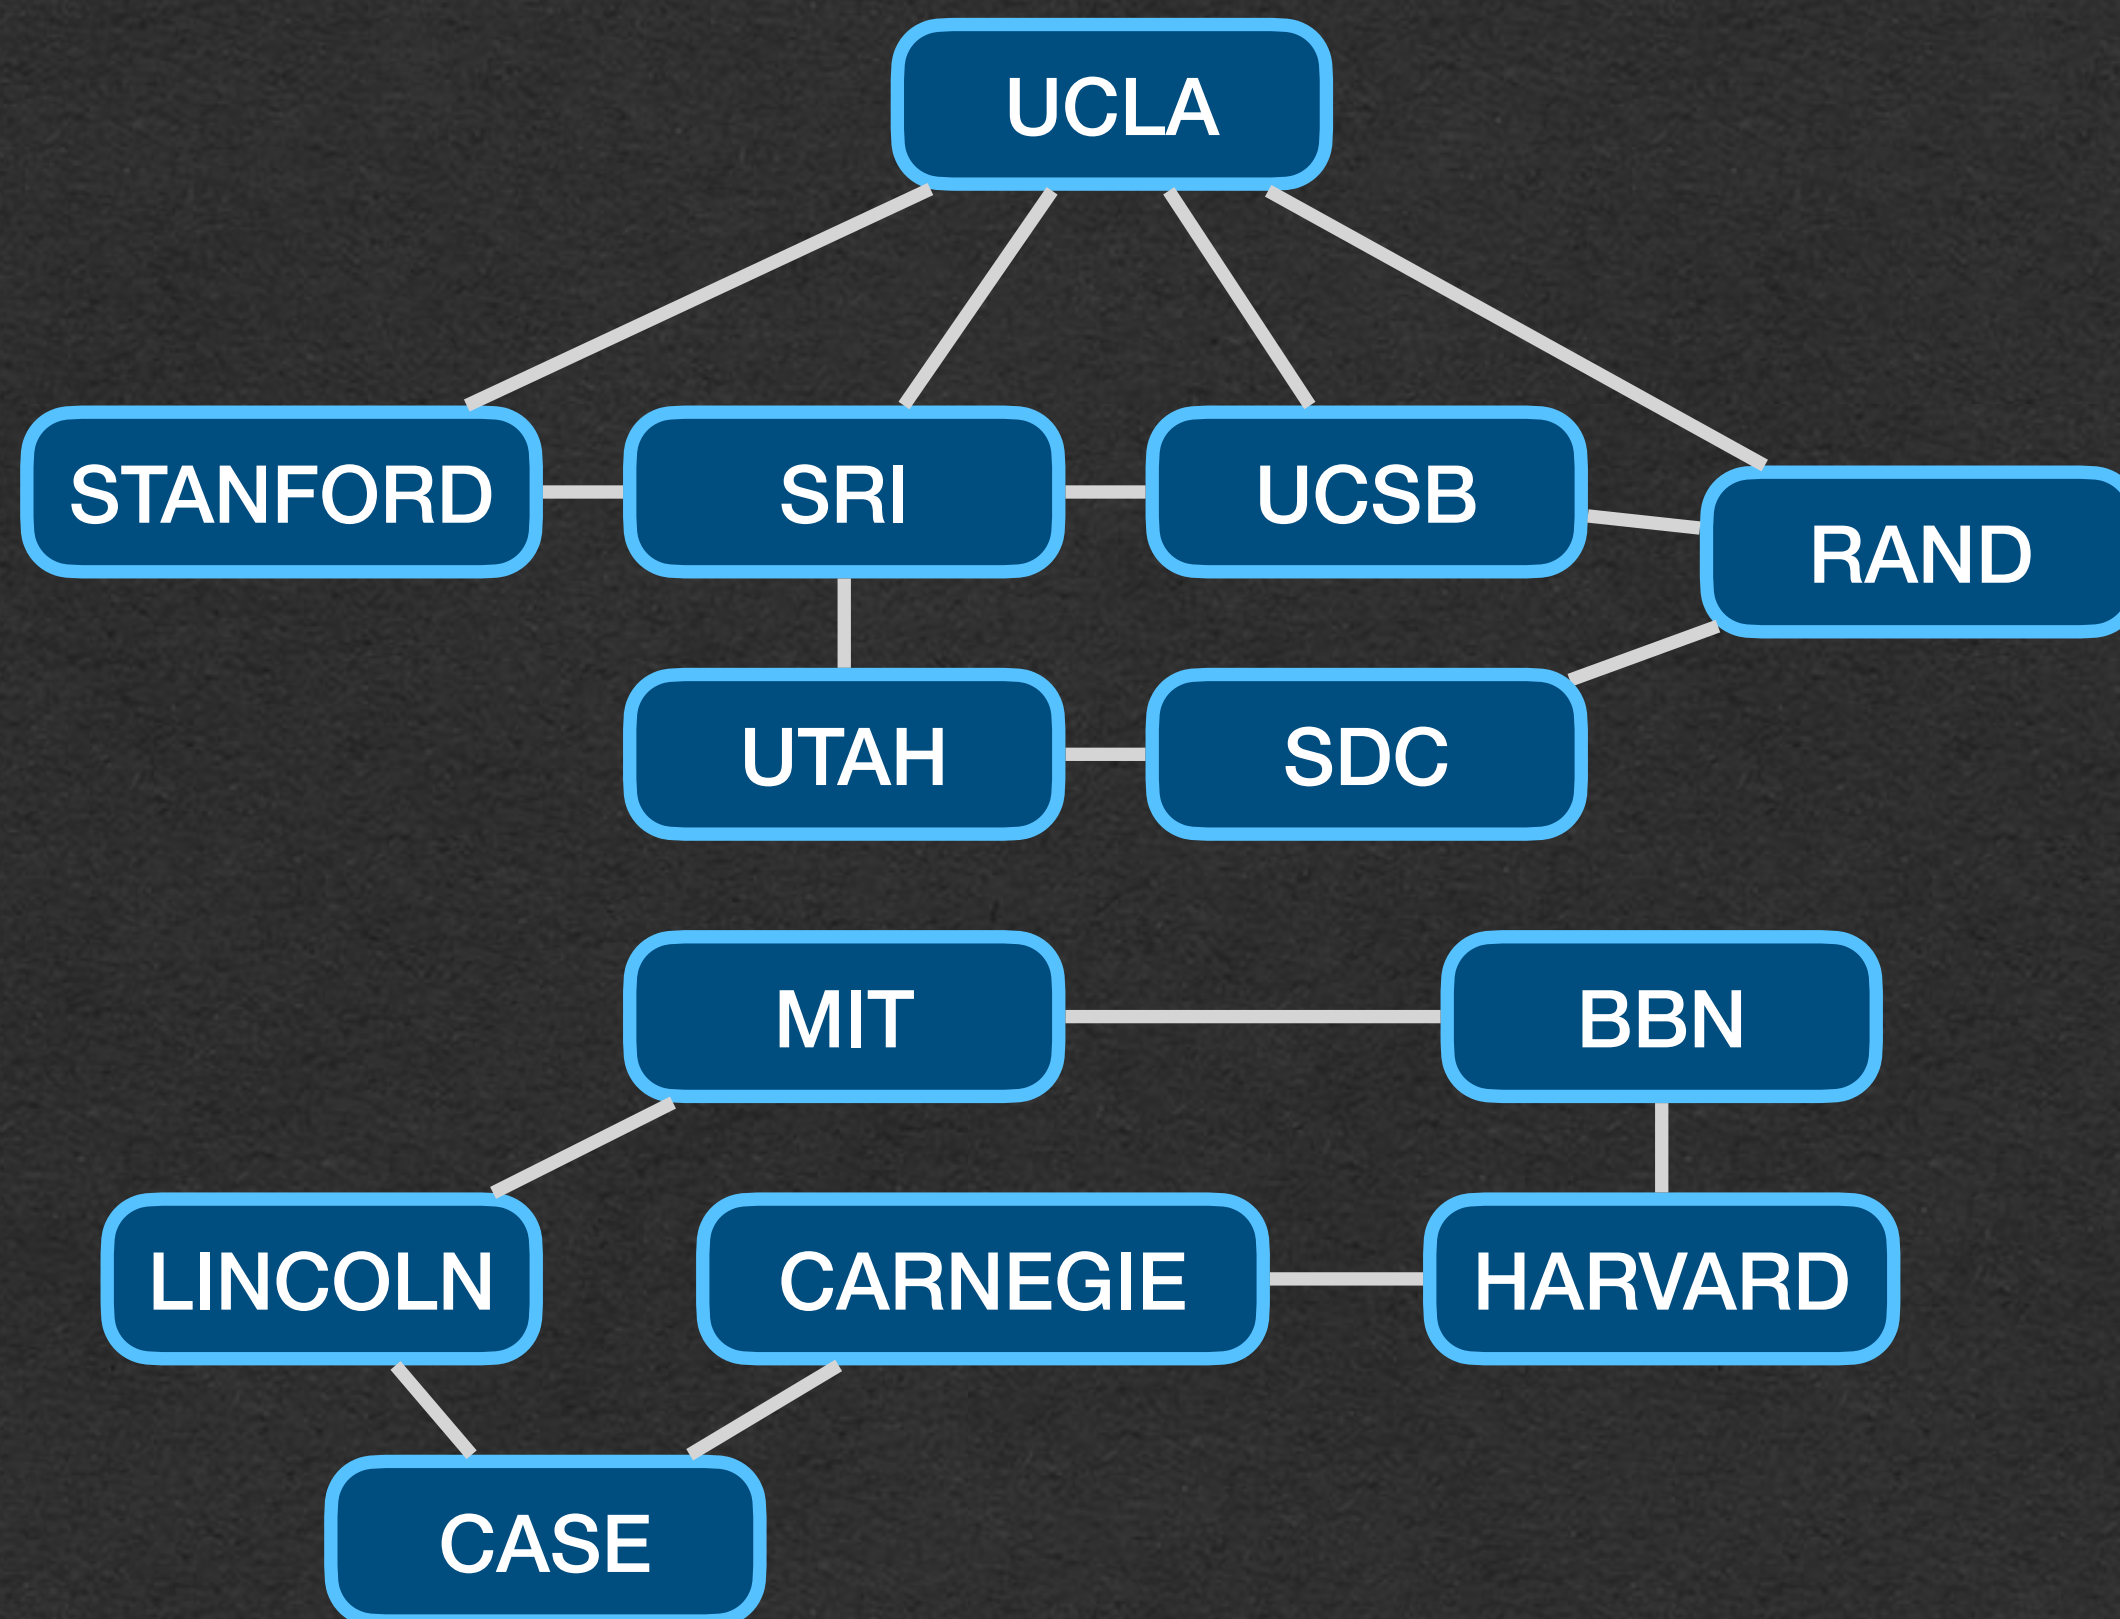 UCLA
STANFORD
SRI
UCSB
RAND
UTAH
SDC
MIT
BBN
LINCOLN
CARNEGIE
HARVARD
CASE